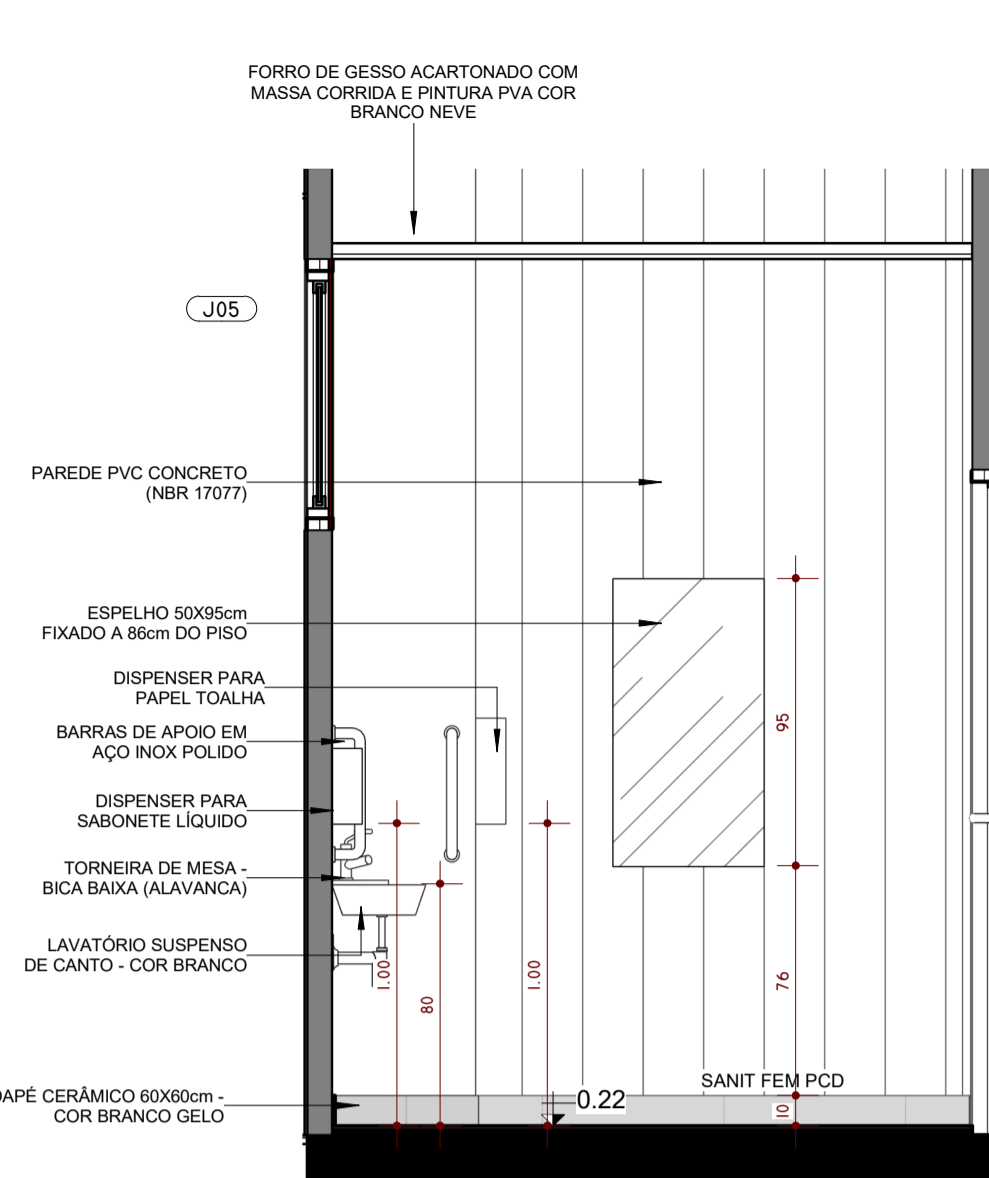 FORRO DE GESSO ACARTONADO COM
MASSA CORRIDA E PINTURA PVA COR
BRANCO NEVE
J05
PAREDE PVC CONCRETO
(NBR 17077)
ESPELHO 50X95cm
FIXADO A 86cm DO PISO
DISPENSER PARA
PAPEL TOALHA
BARRAS DE APOIO EM
AÇO INOX POLIDO
95
DISPENSER PARA
SABONETE LÍQUIDO
TORNEIRA DE MESA -
BICA BAIXA (ALAVANCA)
LAVATÓRIO SUSPENSO
DE CANTO - COR BRANCO
1.00
80
1.00
76
SANIT FEM PCD
DAPÉ CERÂMICO 60X60cm -
COR BRANCO GELO
0.22
10